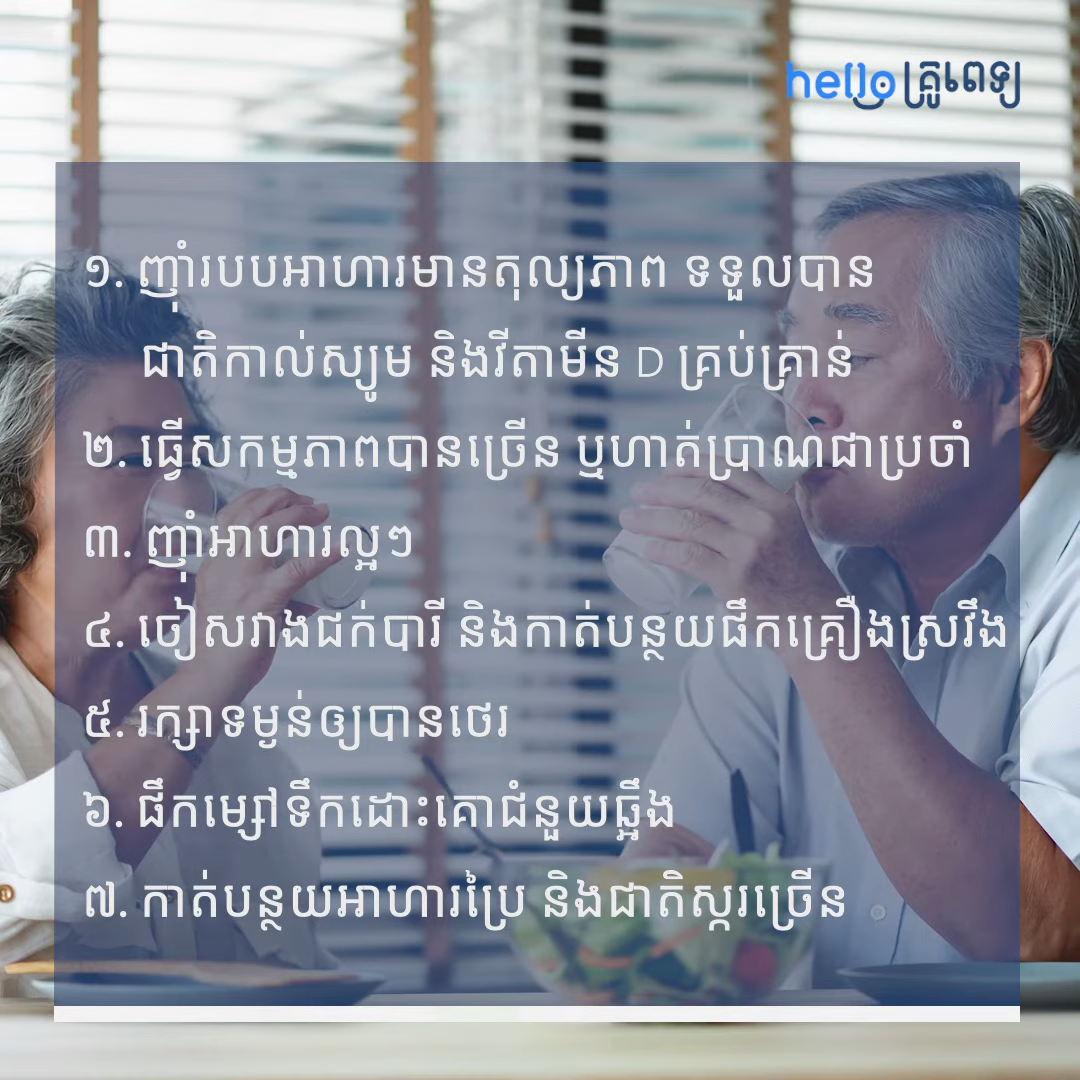 hello គ្រូពេទ្យ
១. ញ៉ាំរបបអាហារមានតុល្យភាព ទទួលបាន
ជាតិកាល់ស្យូម និងវីតាមីន D គ្រប់គ្រាន់
២. ធ្វើសកម្មភាពបានច្រើន ឬហាត់ប្រាណជាប្រចាំ
៣. ញ៉ាំអាហារល្អៗ
៤. ចៀសវាងជក់បារី និងកាត់បន្ថយផឹកគ្រឿងស្រវឹង
៥. រក្សាទម្ងន់ឲ្យបានថេរ
៦. ផឹកម្សៅទឹកដោះគោជំនួយឆ្អឹង
៧. កាត់បន្ថយអាហារប្រៃ និងជាតិស្ករច្រើន